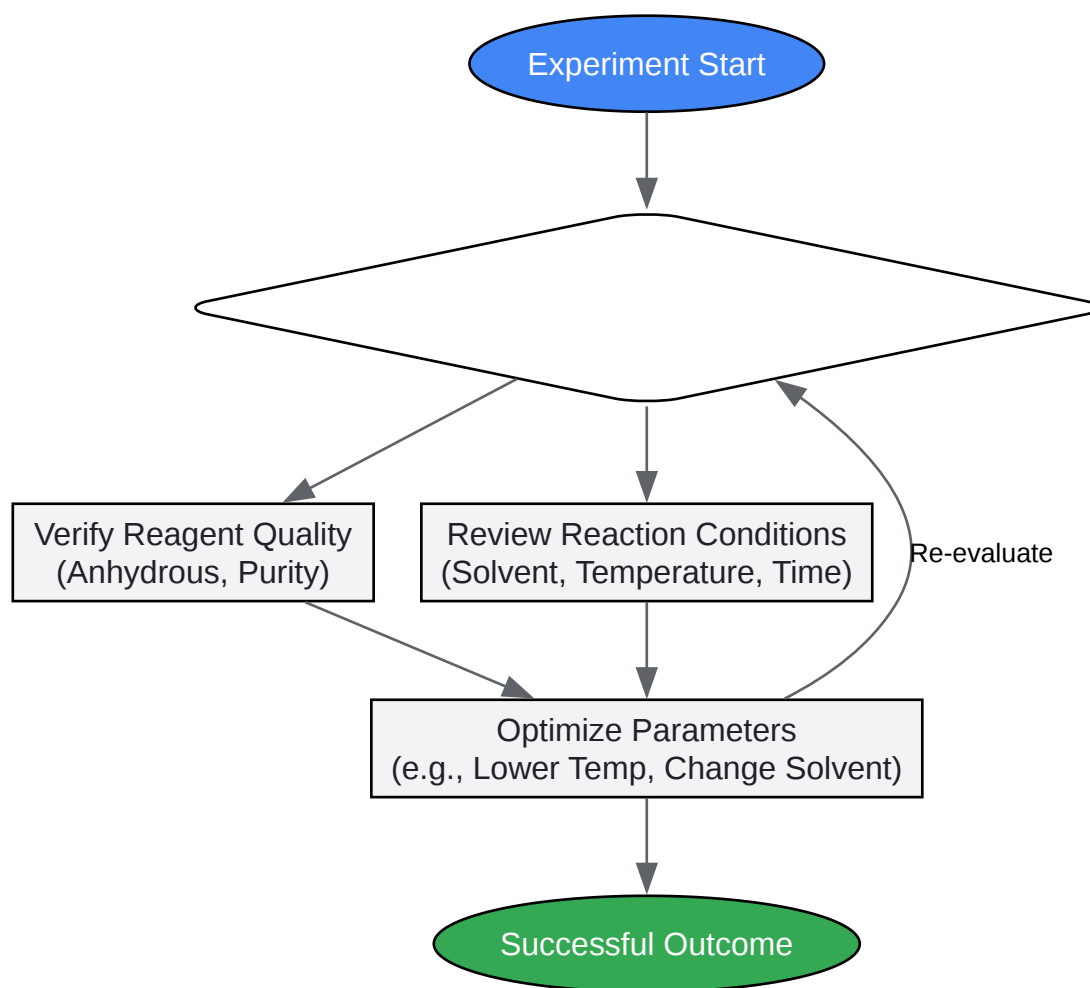 Experiment Start
Verify Reagent Quality
(Anhydrous, Purity)
Review Reaction Conditions
(Solvent, Temperature, Time)
Re-evaluate
Optimize Parameters
(e.g., Lower Temp, Change Solvent)
Successful Outcome